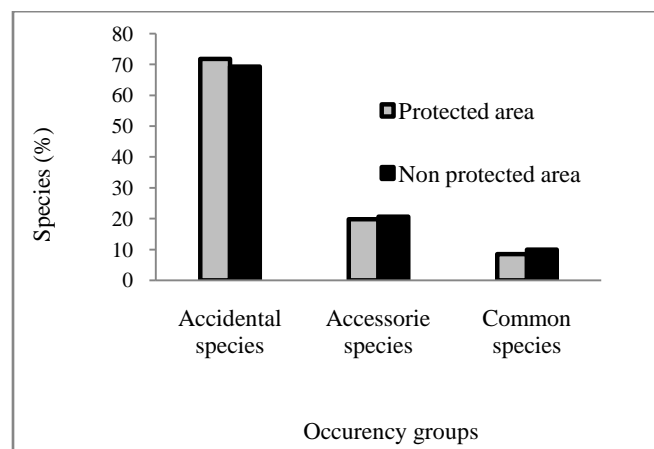 80
70
60
50
40
30
20
10
0
Species (%)
Protected area
Non protected area
Accidental species
Accessorie species
Common species
Occurency groups